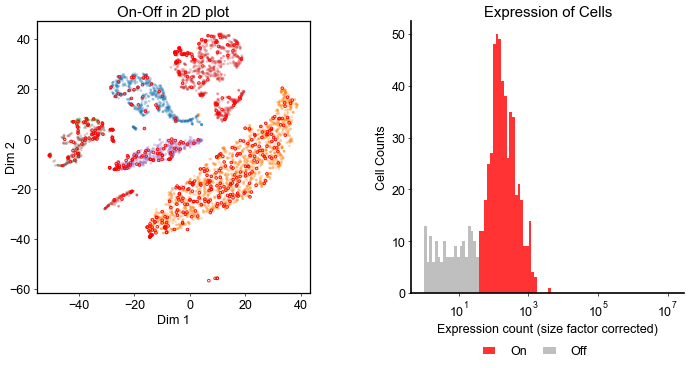 On-Off in 2D plot
Dim 2
40
20
0
−20
−40
−60
−40
−20
0
20
40
Dim 1
Expression of Cells
Cell Counts
50
40
30
20
10
0
10^1
10^3
10^5
10^7
Expression count (size factor corrected)
On
Off